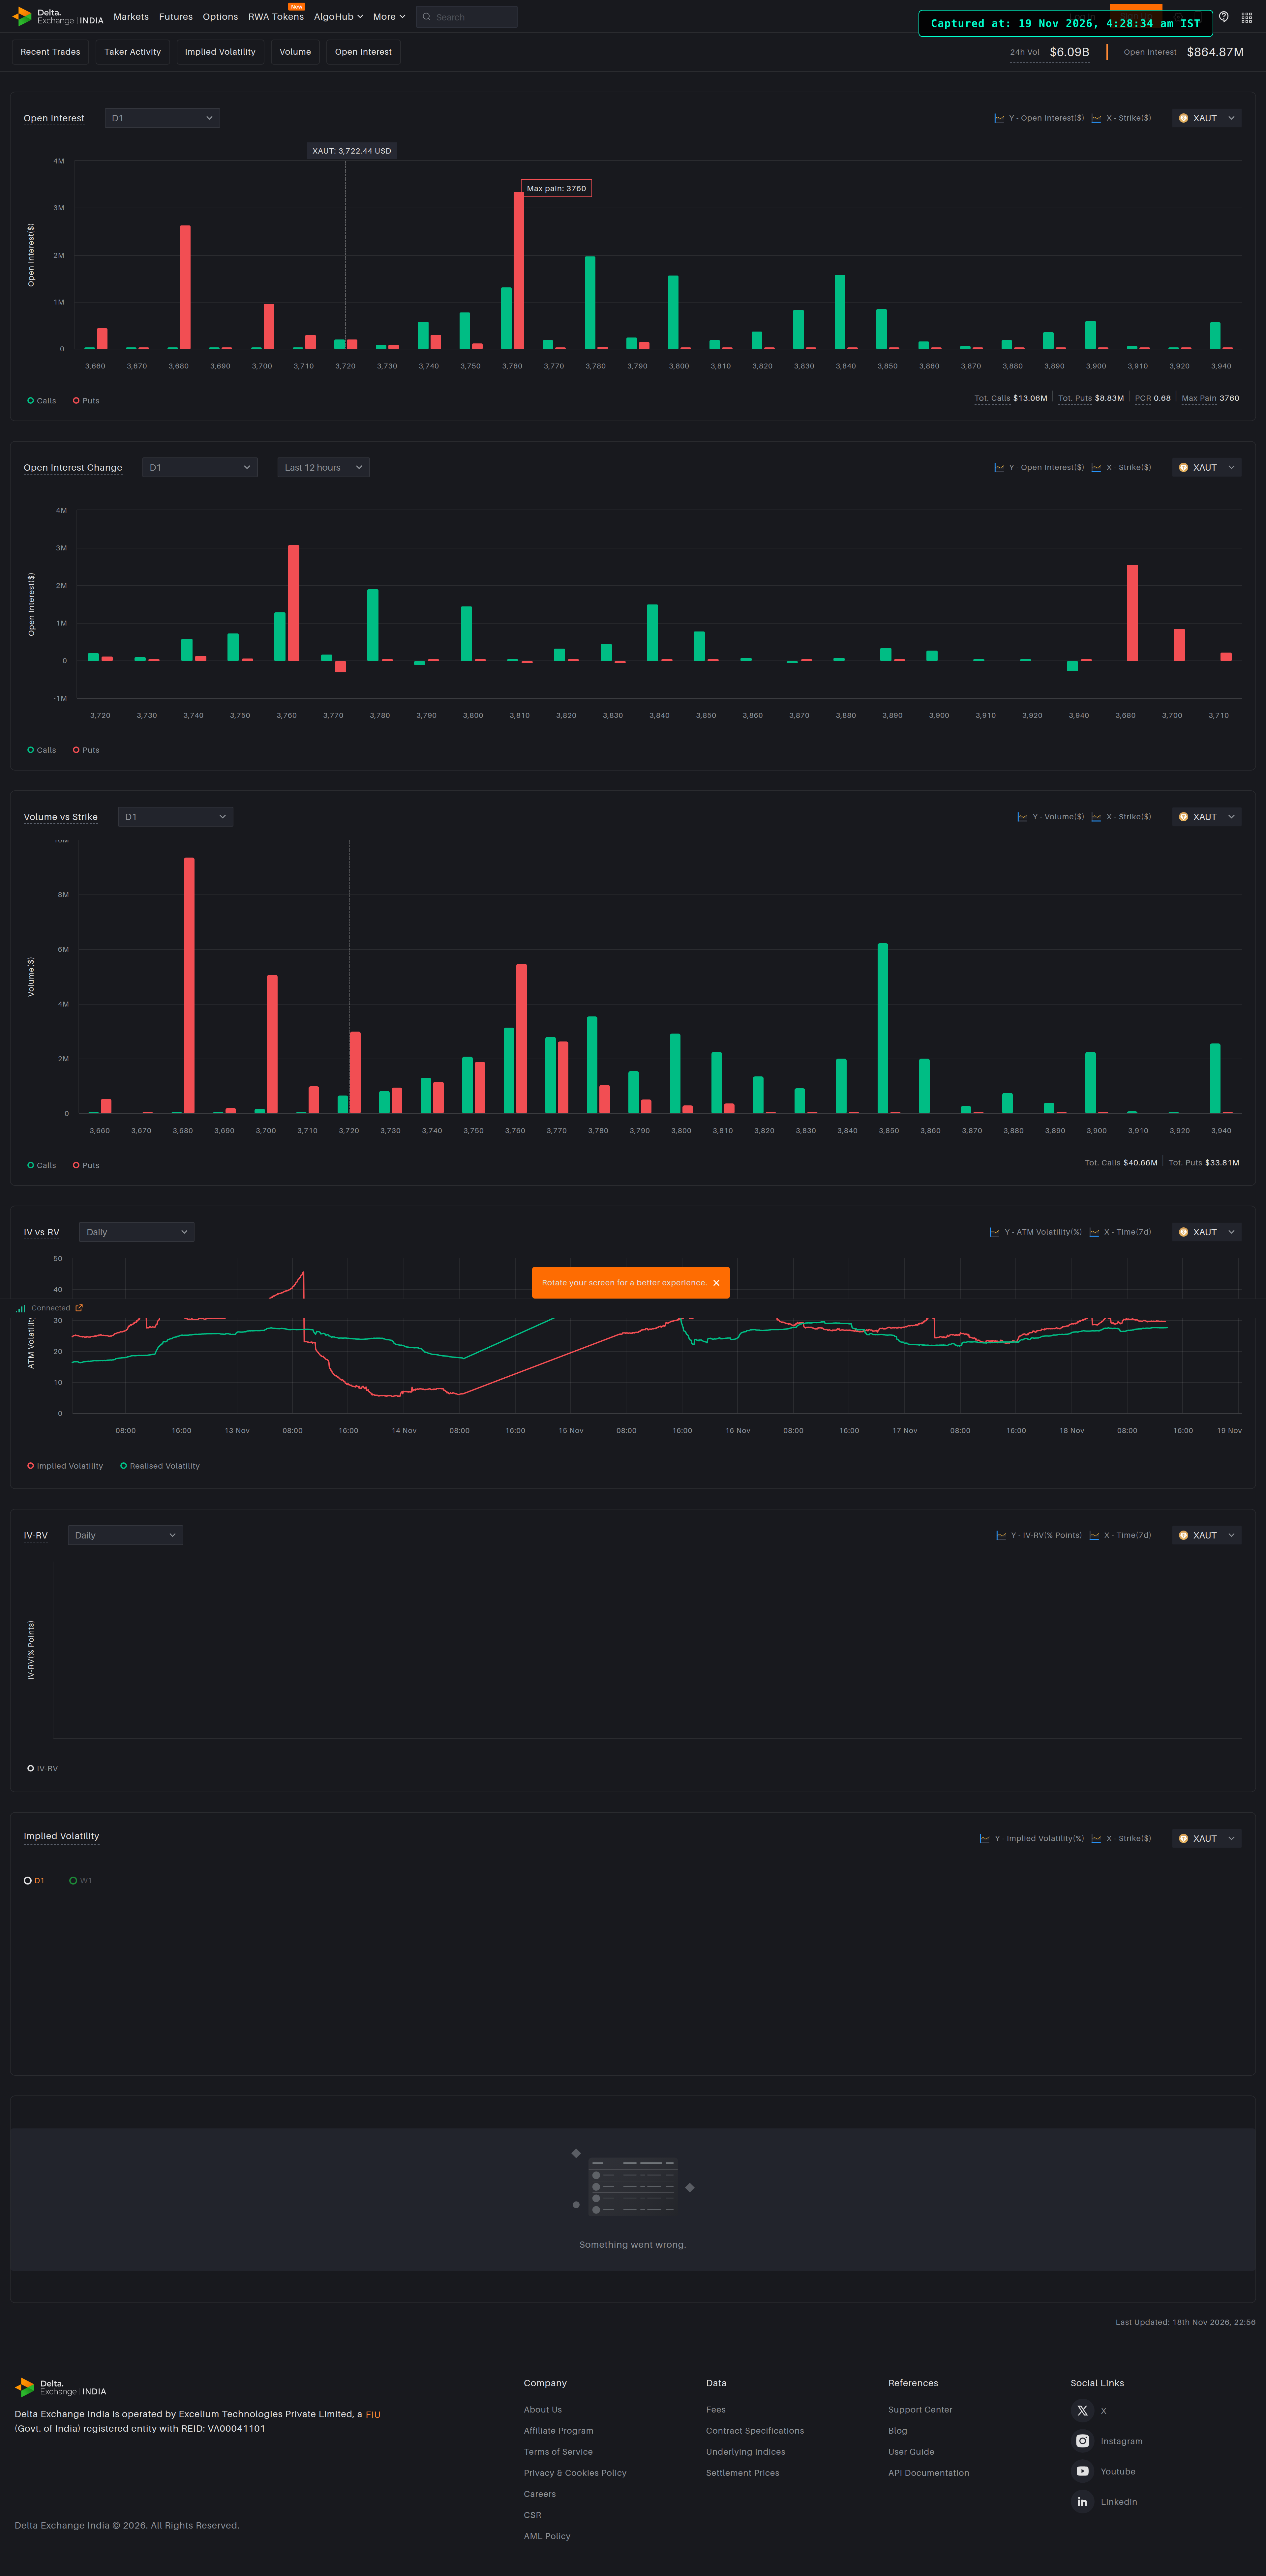 Delta. Exchange | INDIA
Markets Futures Options RWA Tokens New AlgoHub More Search
Captured at: 19 Nov 2026, 4:28:34 am IST
Recent Trades Taker Activity Implied Volatility Volume Open Interest
24h Vol $6.09B Open Interest $864.87M
Open Interest D1 Y - Open Interest($) X - Strike($) XAUT
XAUT: 3,722.44 USD
Max pain: 3760
Open Interest($)
4M
3M
2M
1M
0
3,660 3,670 3,680 3,690 3,700 3,710 3,720 3,730 3,740 3,750 3,760 3,770 3,780 3,790 3,800 3,810 3,820 3,830 3,840 3,850 3,860 3,870 3,880 3,890 3,900 3,910 3,920 3,940
Calls Puts
Tot. Calls $13.06M Tot. Puts $8.83M PCR 0.68 Max Pain 3760
Open Interest Change D1 Last 12 hours Y - Open Interest($) X - Strike($) XAUT
Open Interest($)
4M
3M
2M
1M
0
-1M
3,720 3,730 3,740 3,750 3,760 3,770 3,780 3,790 3,800 3,810 3,820 3,830 3,840 3,850 3,860 3,870 3,880 3,890 3,900 3,910 3,920 3,940 3,680 3,700 3,710
Calls Puts
Volume vs Strike D1 Y - Volume($) X - Strike($) XAUT
Volume($)
10M
8M
6M
4M
2M
0
3,660 3,670 3,680 3,690 3,700 3,710 3,720 3,730 3,740 3,750 3,760 3,770 3,780 3,790 3,800 3,810 3,820 3,830 3,840 3,850 3,860 3,870 3,880 3,890 3,900 3,910 3,920 3,940
Calls Puts
Tot. Calls $40.66M Tot. Puts $33.81M
IV vs RV Daily Y - ATM Volatility(%) X - Time(7d) XAUT
50
40
Rotate your screen for a better experience.
Connected
ATM Volatilit
30
20
10
0
08:00 16:00 13 Nov 08:00 16:00 14 Nov 08:00 16:00 15 Nov 08:00 16:00 16 Nov 08:00 16:00 17 Nov 08:00 16:00 18 Nov 08:00 16:00 19 Nov
Implied Volatility Realised Volatility
IV-RV Daily Y - IV-RV(% Points) X - Time(7d) XAUT
IV-RV(% Points)
IV-RV
Implied Volatility Y - Implied Volatility(%) X - Strike($) XAUT
D1 W1
Something went wrong.
Last Updated: 18th Nov 2026, 22:56
Delta. Exchange | INDIA
Delta Exchange India is operated by Excelium Technologies Private Limited, a FIU
(Govt. of India) registered entity with REID: VA00041101
Delta Exchange India © 2026. All Rights Reserved.
Company
About Us
Affiliate Program
Terms of Service
Privacy & Cookies Policy
Careers
CSR
AML Policy
Data
Fees
Contract Specifications
Underlying Indices
Settlement Prices
References
Support Center
Blog
User Guide
API Documentation
Social Links
X
Instagram
Youtube
Linkedin